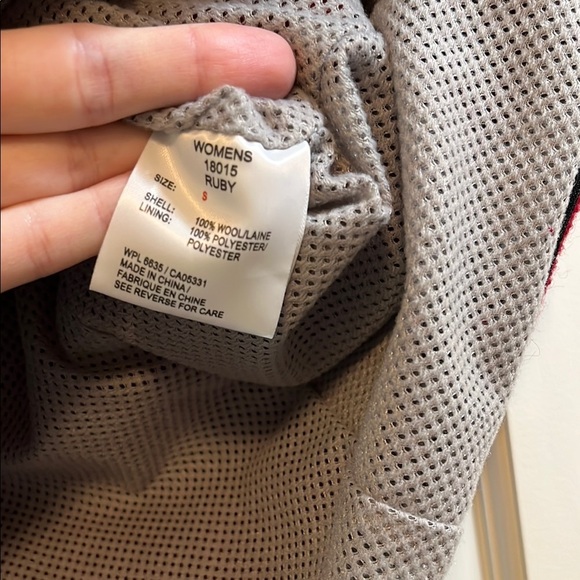 WOMENS
18015
RUBY
SIZE: S
SHELL: 100% WOOL/LAINE
LINING: 100% POLYESTER/
POLYESTER
WPL 6635 / CA05331
MADE IN CHINA /
FABRIQUE EN CHINE
SEE REVERSE FOR CARE